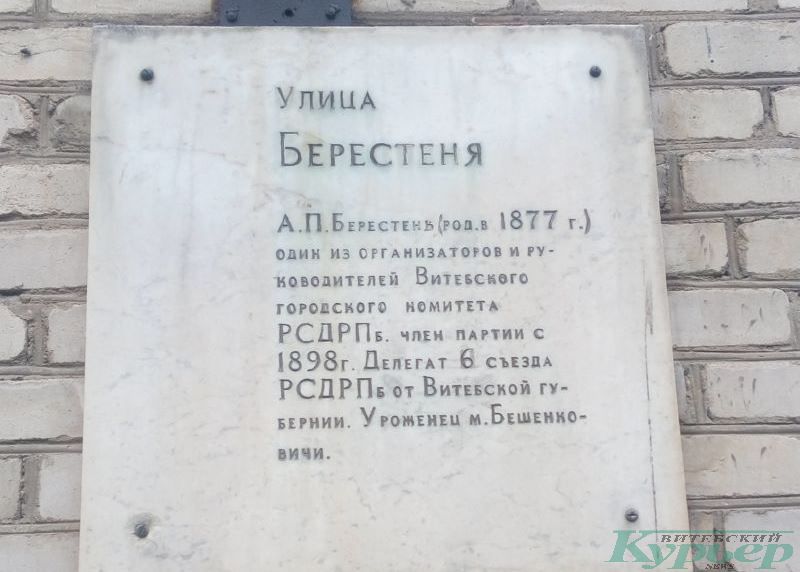 Улица
Берестеня
А.П.Берестень (род.в 1877 г.)
один из организаторов и ру-
ководителей Витебского
городского комитета
РСДРПб. член партии с
1898г. Делегат 6 съезда
РСДРПб от Витебской гу-
бернии. Уроженец м.Бешенко-
вичи.
ВИТЕБСКИЙ
Курьер
NEWS